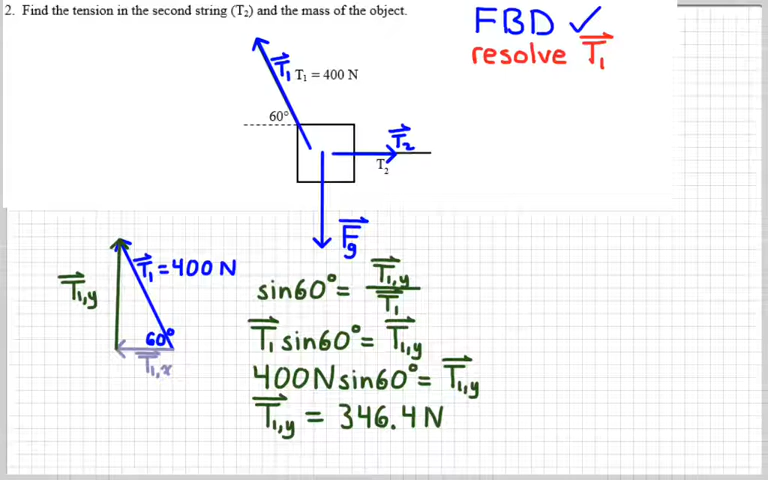 2. Find the tension in the second string (T₂) and the mass of the object.
FBD ✓
resolve T⃗₁
T⃗₁ T₁ = 400 N
60°
T⃗₂
T₂
F⃗g
T⃗₁=400N
T⃗₁,y
60°
T⃗₁,x
sin60°= T⃗₁,y / T⃗₁
T⃗₁ sin60°= T⃗₁,y
400N sin60°= T⃗₁,y
T⃗₁,y = 346.4N